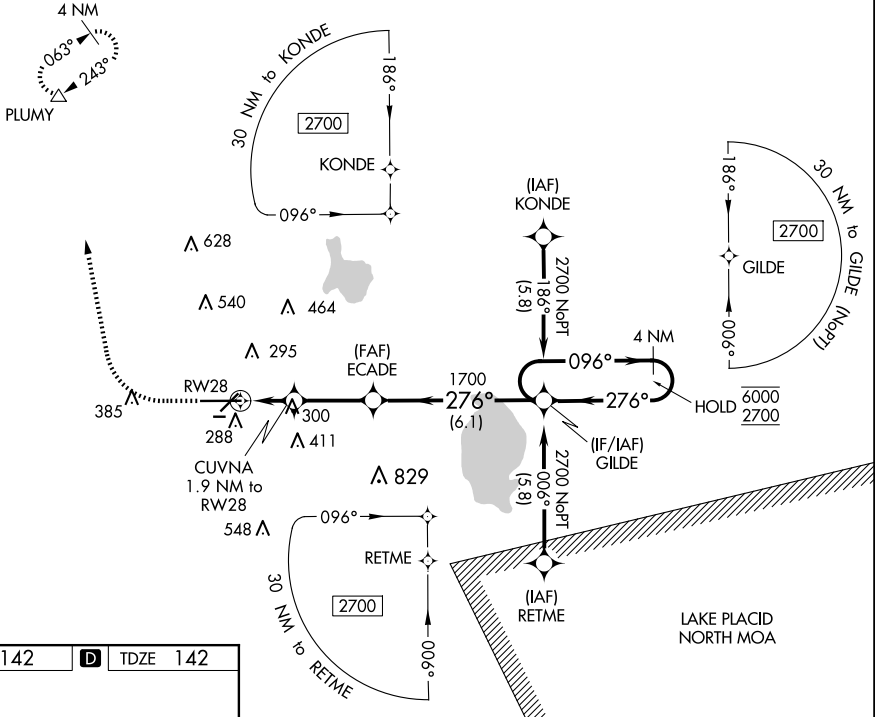 4 NM
063°
243°
PLUMY
30 NM to KONDE
186°
2700
KONDE
096°
(IAF)
KONDE
2700 NoPT
186°
(5.8)
186°
30 NM to GILDE (NoPT)
2700
GILDE
006°
628
540
464
295
(FAF)
ECADE
1700
276°
(6.1)
4 NM
096°
276°
HOLD
6000
2700
(IF/IAF)
GILDE
385
RW28
288
300
411
CUVNA
1.9 NM to
RW28
829
548
2700 NoPT
006°
(5.8)
096°
RETME
2700
30 NM to RETME
006°
(IAF)
RETME
LAKE PLACID
NORTH MOA
142
D
TDZE 142